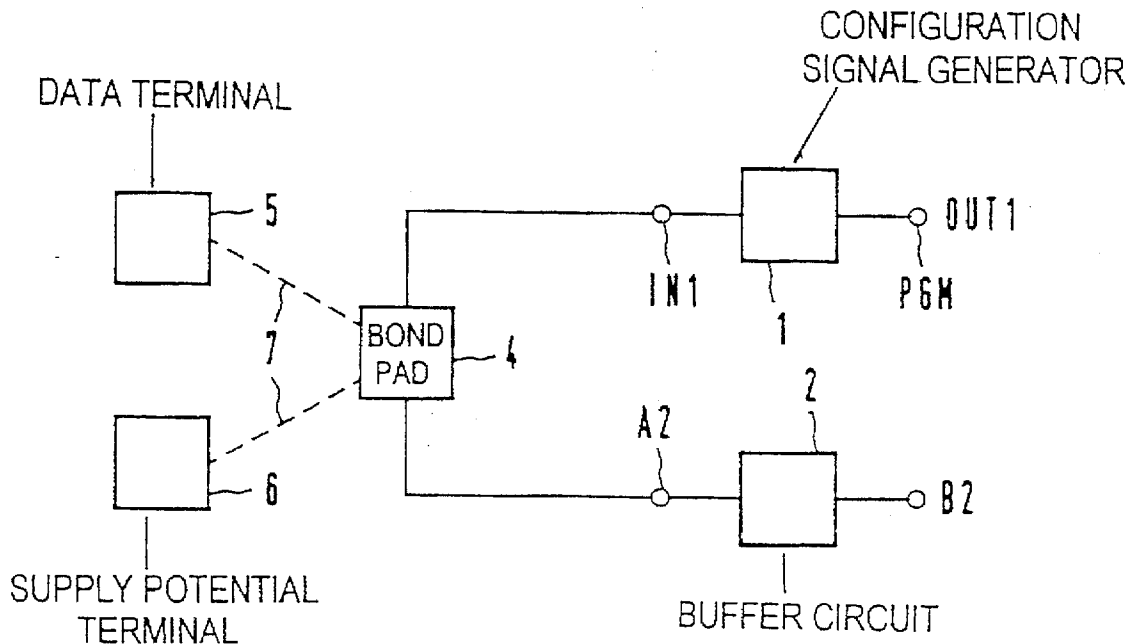 CONFIGURATION
SIGNAL GENERATOR
DATA TERMINAL
5
OUT1
IN1
PGM
1
7
BOND
PAD
4
2
A2
6
B2
SUPPLY POTENTIAL
TERMINAL
BUFFER CIRCUIT